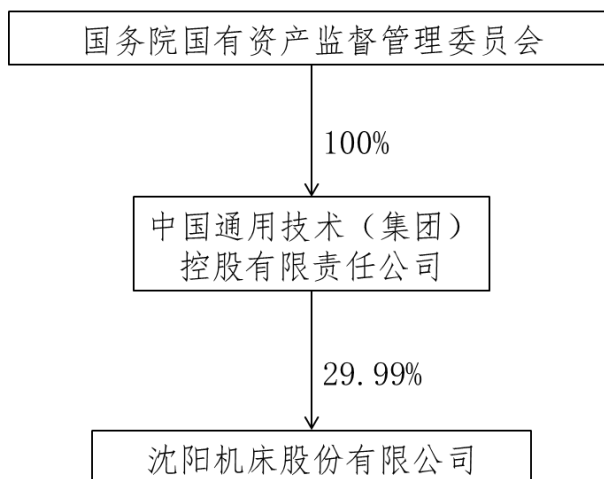 国务院国有资产监督管理委员会
100%
中国通用技术（集团）
控股有限责任公司
29.99%
沈阳机床股份有限公司